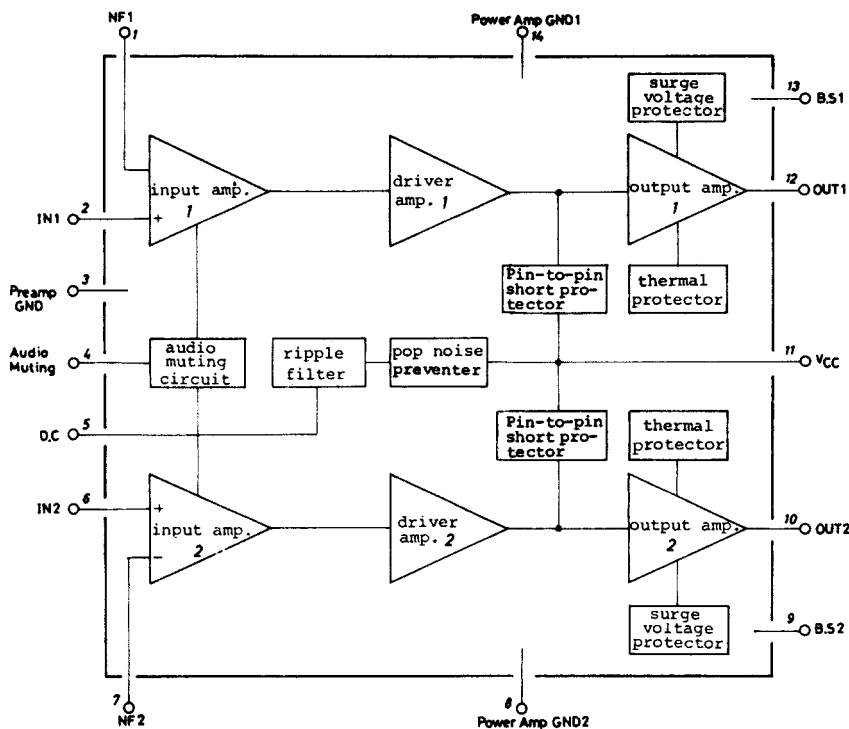 NF1
1
Power Amp GND1
14
surge
voltage
protector
13
B.S1
input amp.
1
driver
amp. 1
output amp.
1
12
OUT1
IN1
2
+
3
Preamp
GND
Pin-to-pin
short pro-
tector
thermal
protector
Audio
Muting
4
audio
muting
circuit
ripple
filter
pop noise
preventer
11
VCC
D.C
5
Pin-to-pin
short pro-
tector
thermal
protector
IN2
6
+
input amp.
2
−
driver
amp. 2
output amp.
2
10
OUT2
surge
voltage
protector
9
B.S2
7
NF2
8
Power Amp GND2